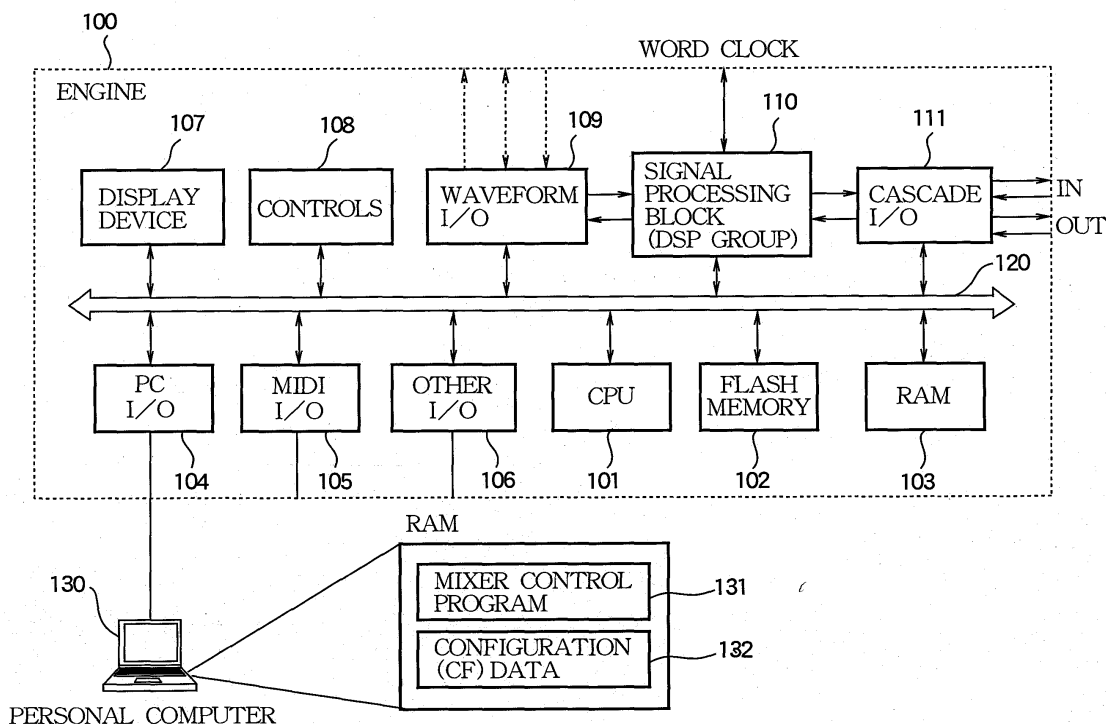 100
WORD CLOCK
ENGINE
107
108
109
110
111
DISPLAY
DEVICE
CONTROLS
WAVEFORM
I/O
SIGNAL
PROCESSING
BLOCK
(DSP GROUP)
CASCADE
I/O
IN
OUT
120
PC
I/O
MIDI
I/O
OTHER
I/O
CPU
FLASH
MEMORY
RAM
104
105
106
101
102
103
RAM
130
MIXER CONTROL
PROGRAM
131
CONFIGURATION
(CF) DATA
132
PERSONAL COMPUTER